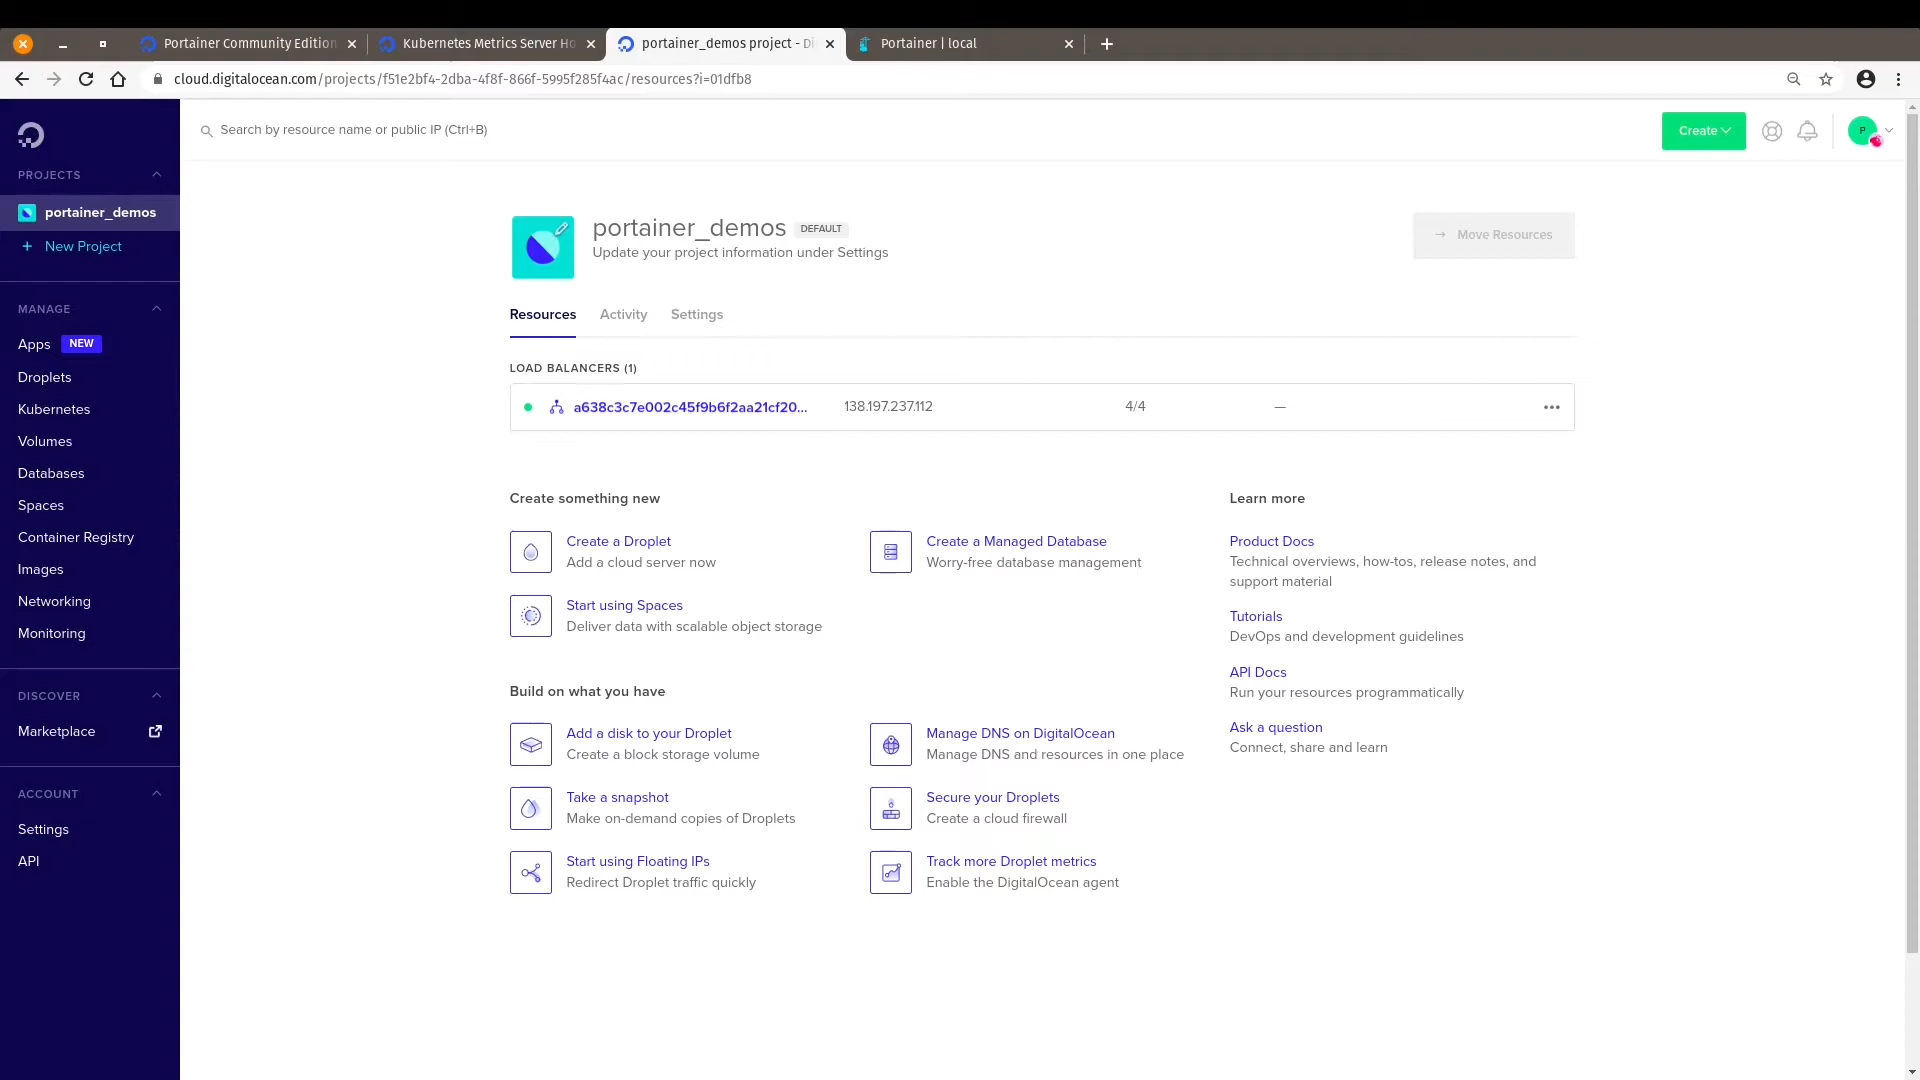 Portainer Community Edition
Kubernetes Metrics Server Ho
portainer_demos project - Di
Portainer | local
cloud.digitalocean.com/projects/f51e2bf4-2dba-4f8f-866f-5995f285f4ac/resources?i=01dfb8
Search by resource name or public IP (Ctrl+B)
Create
P
PROJECTS
portainer_demos
New Project
MANAGE
Apps NEW
Droplets
Kubernetes
Volumes
Databases
Spaces
Container Registry
Images
Networking
Monitoring
DISCOVER
Marketplace
ACCOUNT
Settings
API
portainer_demos DEFAULT
Update your project information under Settings
Move Resources
Resources Activity Settings
LOAD BALANCERS (1)
a638c3c7e002c45f9b6f2aa21cf20... 138.197.237.112 4/4 —
Create something new
Create a Droplet
Add a cloud server now
Create a Managed Database
Worry-free database management
Start using Spaces
Deliver data with scalable object storage
Build on what you have
Add a disk to your Droplet
Create a block storage volume
Manage DNS on DigitalOcean
Manage DNS and resources in one place
Take a snapshot
Make on-demand copies of Droplets
Secure your Droplets
Create a cloud firewall
Start using Floating IPs
Redirect Droplet traffic quickly
Track more Droplet metrics
Enable the DigitalOcean agent
Learn more
Product Docs
Technical overviews, how-tos, release notes, and
support material
Tutorials
DevOps and development guidelines
API Docs
Run your resources programmatically
Ask a question
Connect, share and learn